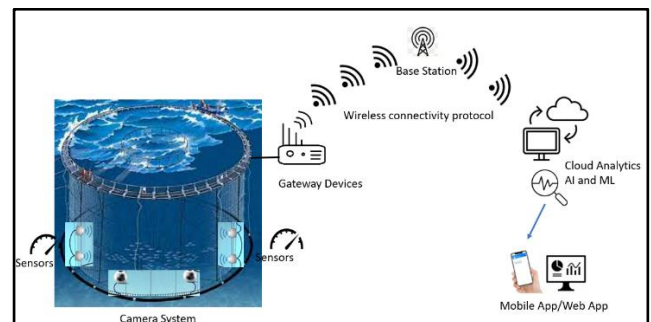 Base Station
Wireless connectivity protocol
Gateway Devices
Cloud Analytics
AI and ML
Sensors
Sensors
Camera System
Mobile App/Web App